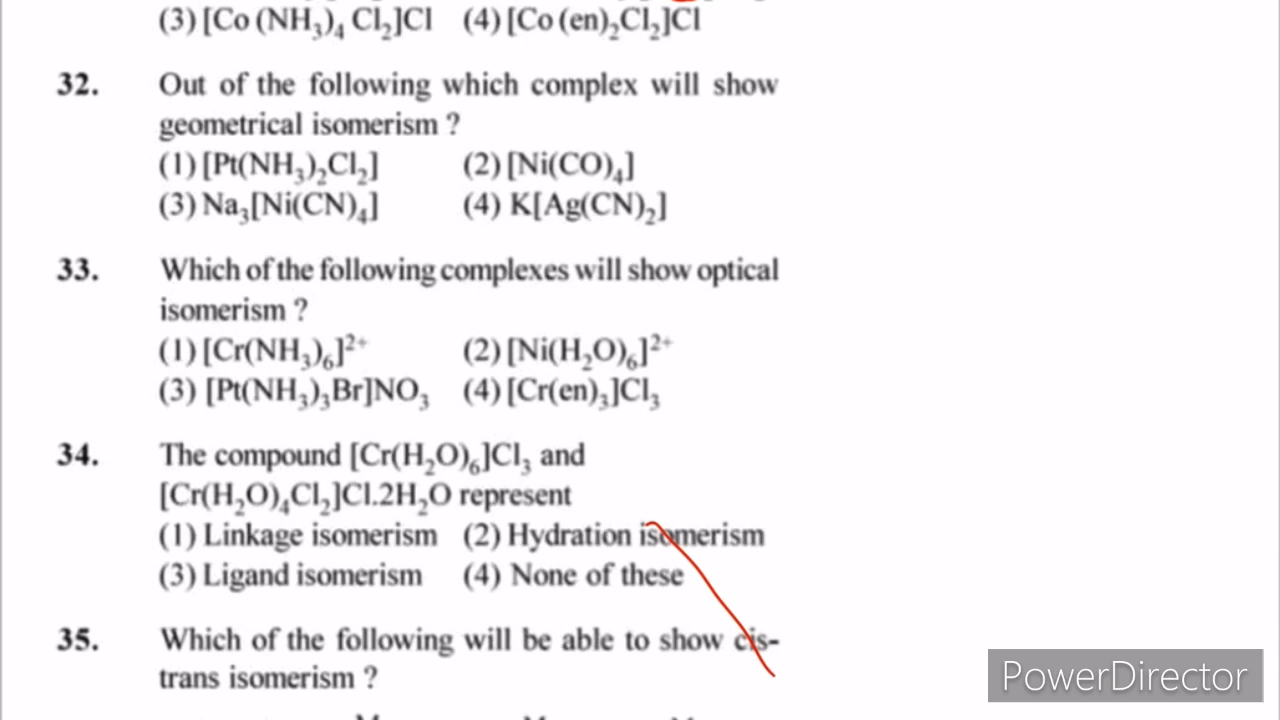 (3) [Co (NH₃)₄ Cl₂]Cl (4) [Co (en)₂Cl₂]Cl
32. Out of the following which complex will show
geometrical isomerism ?
(1) [Pt(NH₃)₂Cl₂] (2) [Ni(CO)₄]
(3) Na₃[Ni(CN)₄] (4) K[Ag(CN)₂]
33. Which of the following complexes will show optical
isomerism ?
(1) [Cr(NH₃)₆]²⁺ (2) [Ni(H₂O)₆]²⁺
(3) [Pt(NH₃)₃Br]NO₃ (4) [Cr(en)₃]Cl₃
34. The compound [Cr(H₂O)₆]Cl₃ and
[Cr(H₂O)₄Cl₂]Cl.2H₂O represent
(1) Linkage isomerism (2) Hydration isomerism
(3) Ligand isomerism (4) None of these
35. Which of the following will be able to show cis-
trans isomerism ?
PowerDirector